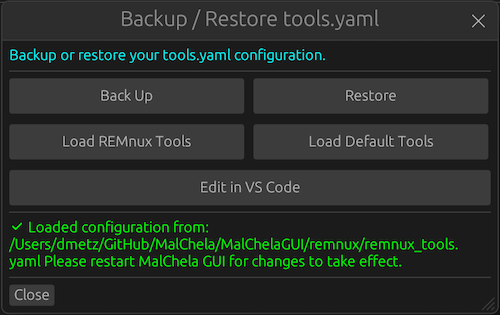 Backup / Restore tools.yaml
Backup or restore your tools.yaml configuration.
Back Up
Restore
Load REMnux Tools
Load Default Tools
Edit in VS Code
✓ Loaded configuration from:
/Users/dmetz/GitHub/MalChela/MalChelaGUI/remnux/remnux_tools.
yaml Please restart MalChela GUI for changes to take effect.
Close